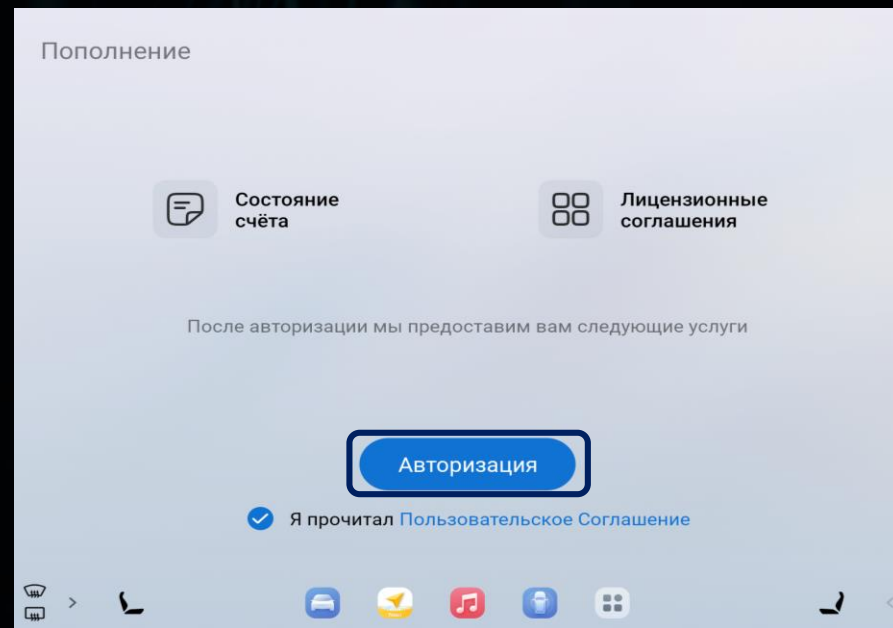 Пополнение
Состояние
счёта
Лицензионные
соглашения
После авторизации мы предоставим вам следующие услуги
Авторизация
Я прочитал Пользовательское Соглашение